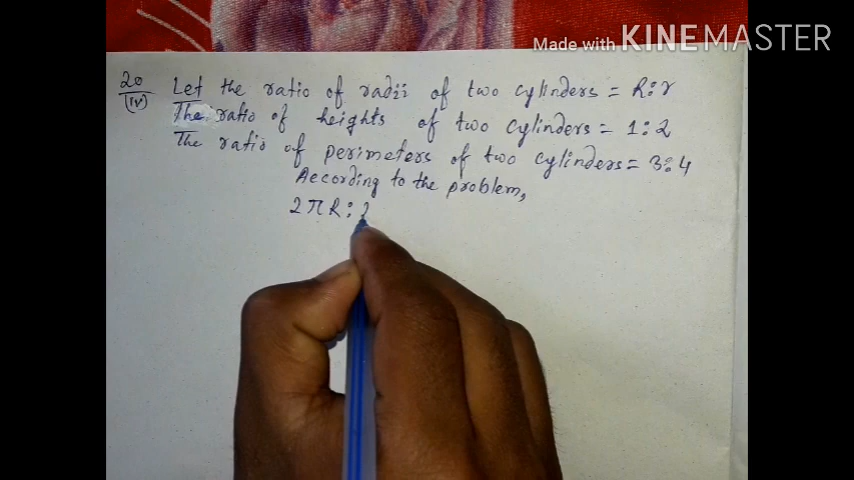 Made with KINEMASTER
20 Let the ratio of radii of two cylinders = R:r
(iv) The ratio of heights of two cylinders = 1:2
The ratio of perimeters of two cylinders = 3:4
According to the problem,
2πR:2